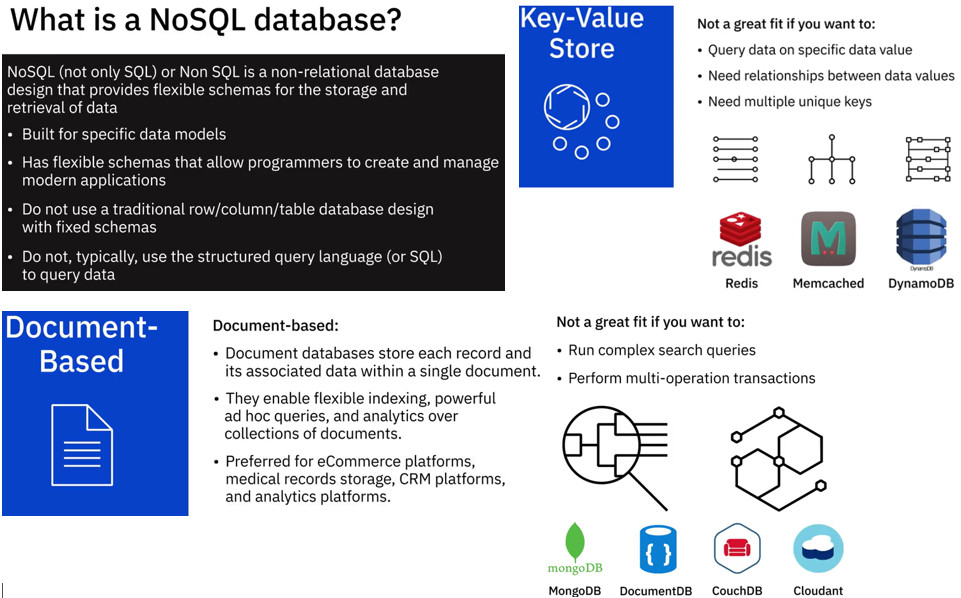 What is a NoSQL database?
NoSQL (not only SQL) or Non SQL is a non-relational database
design that provides flexible schemas for the storage and
retrieval of data
• Built for specific data models
• Has flexible schemas that allow programmers to create and manage
modern applications
• Do not use a traditional row/column/table database design
with fixed schemas
• Do not, typically, use the structured query language (or SQL)
to query data
Key-Value
Store
Not a great fit if you want to:
• Query data on specific data value
• Need relationships between data values
• Need multiple unique keys
redis
M
DynamoDB
Redis
Memcached
DynamoDB
Document-
Based
Document-based:
• Document databases store each record and
its associated data within a single document.
• They enable flexible indexing, powerful
ad hoc queries, and analytics over
collections of documents.
• Preferred for eCommerce platforms,
medical records storage, CRM platforms,
and analytics platforms.
Not a great fit if you want to:
• Run complex search queries
• Perform multi-operation transactions
mongoDB
{ }
MongoDB
DocumentDB
CouchDB
Cloudant